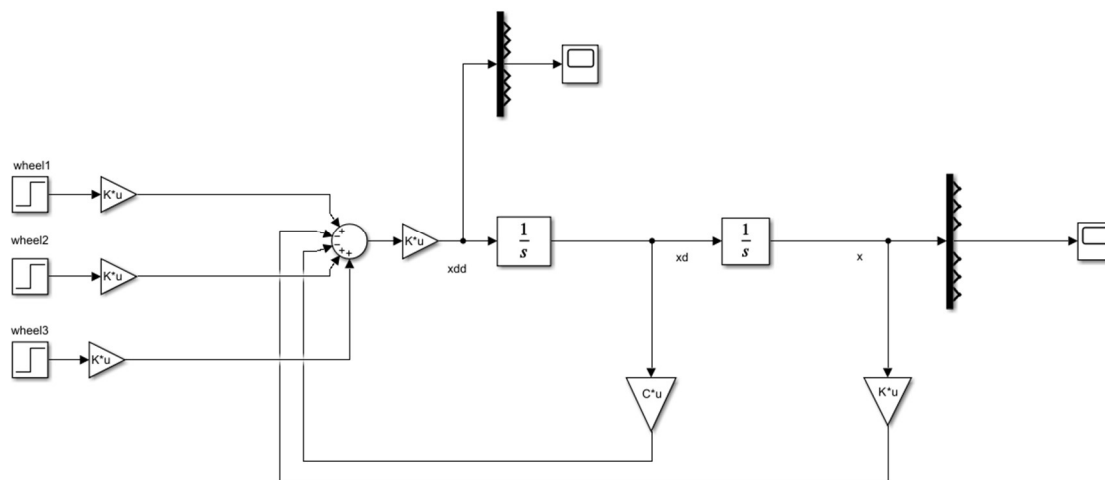 wheel1
K*u
wheel2
K*u
wheel3
K*u
+
−
−
+
+
K*u
xdd
1
s
xd
1
s
x
C*u
K*u